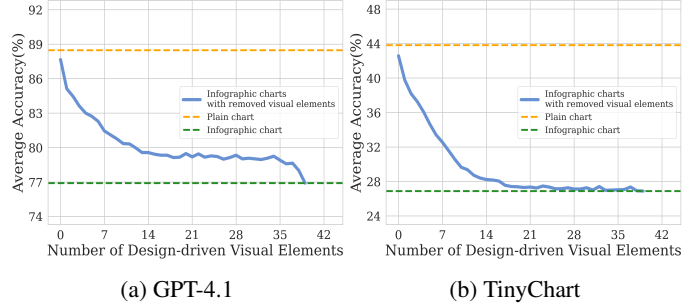 92
89
86
83
80
77
74
Average Accuracy(%)
Infographic charts
with removed visual elements
Plain chart
Infographic chart
0 7 14 21 28 35 42
Number of Design-driven Visual Elements
(a) GPT-4.1
48
44
40
36
32
28
24
Average Accuracy(%)
Infographic charts
with removed visual elements
Plain chart
Infographic chart
0 7 14 21 28 35 42
Number of Design-driven Visual Elements
(b) TinyChart